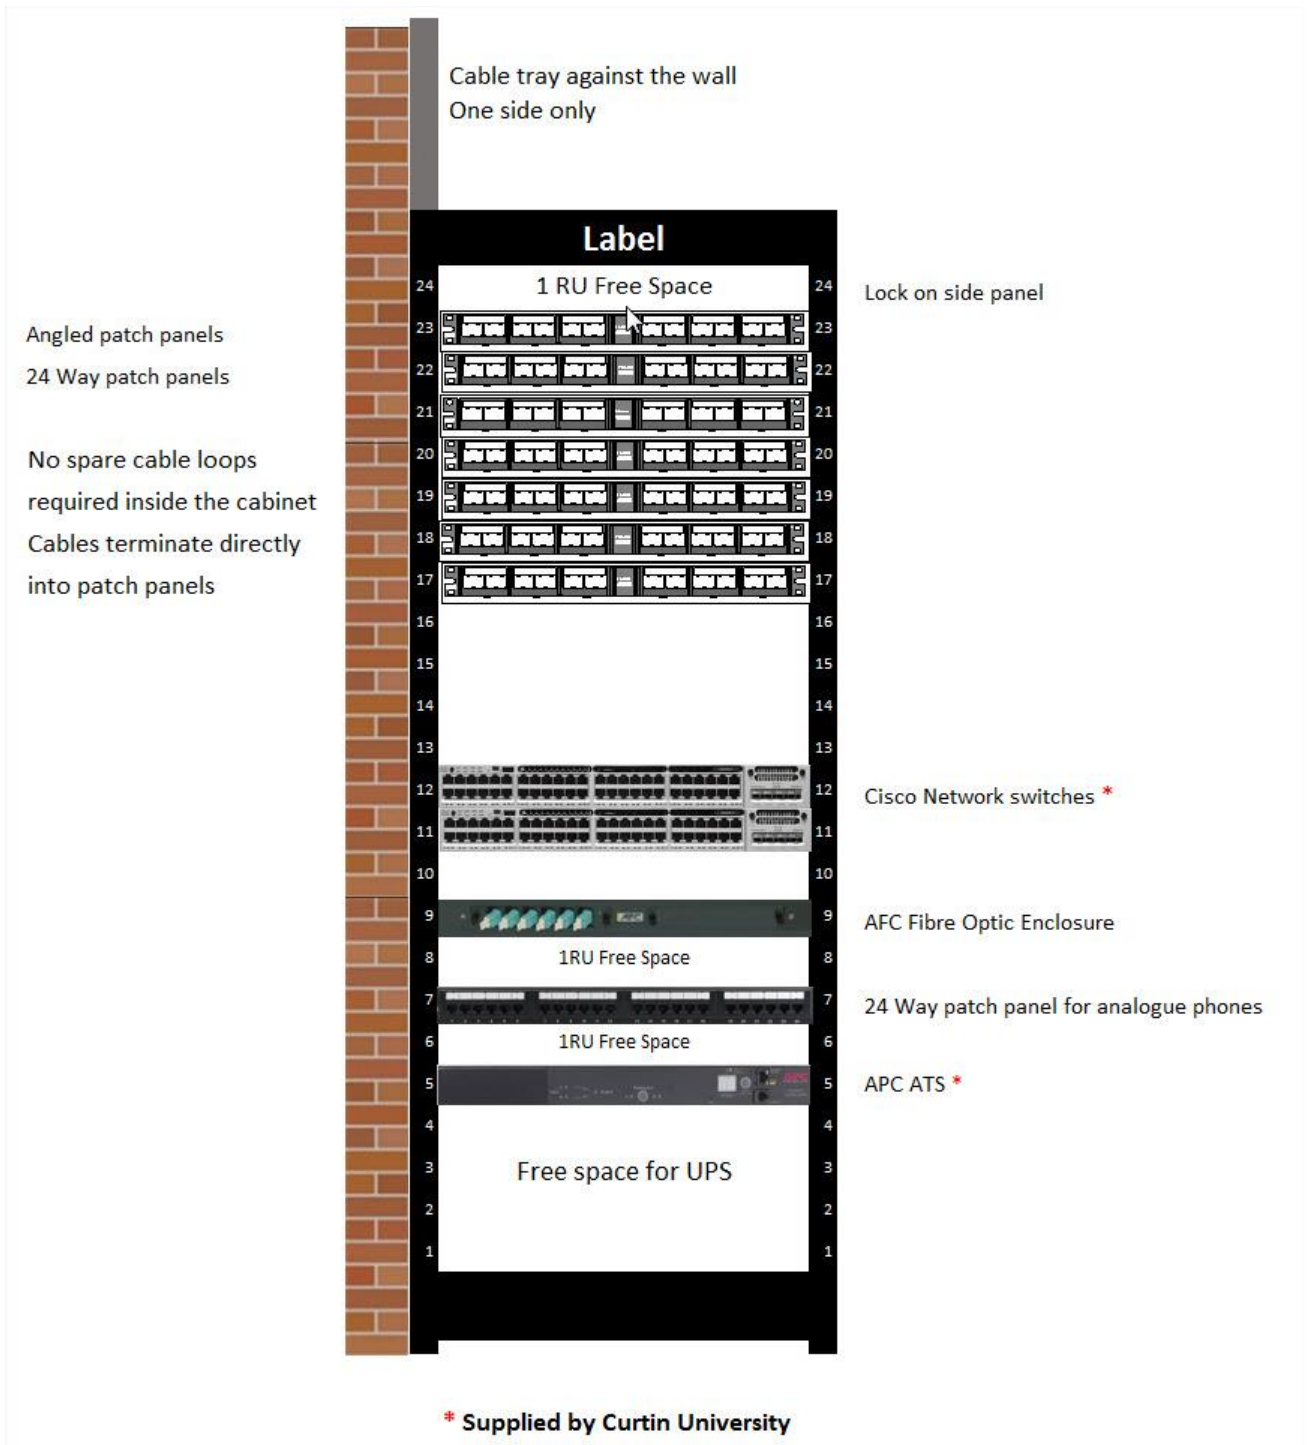 Cable tray against the wall
One side only
Label
24 1 RU Free Space 24
Lock on side panel
23 23
Angled patch panels
22 22
24 Way patch panels
21 21
20 20
No spare cable loops
19 19
required inside the cabinet
18 18
Cables terminate directly
17 17
into patch panels
16 16
15 15
14 14
13 13
12 12
Cisco Network switches *
11 11
10 10
9 AFC 9
AFC Fibre Optic Enclosure
8 1RU Free Space 8
7 7
24 Way patch panel for analogue phones
6 1RU Free Space 6
5 APC 5
APC ATS *
4 4
3 Free space for UPS 3
2 2
1 1
* Supplied by Curtin University